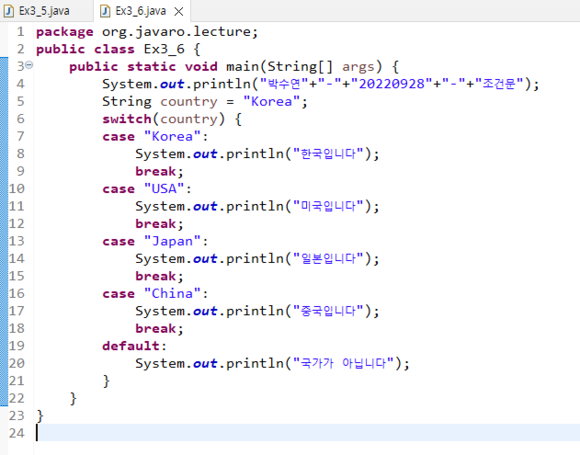 Ex3_5.java Ex3_6.java
1 package org.javaro.lecture;
2 public class Ex3_6 {
3 public static void main(String[] args) {
4 System.out.println("박수연"+"-"+"20220928"+"-"+"조건문");
5 String country = "Korea";
6 switch(country) {
7 case "Korea":
8 System.out.println("한국입니다");
9 break;
10 case "USA":
11 System.out.println("미국입니다");
12 break;
13 case "Japan":
14 System.out.println("일본입니다");
15 break;
16 case "China":
17 System.out.println("중국입니다");
18 break;
19 default:
20 System.out.println("국가가 아닙니다");
21 }
22 }
23 }
24